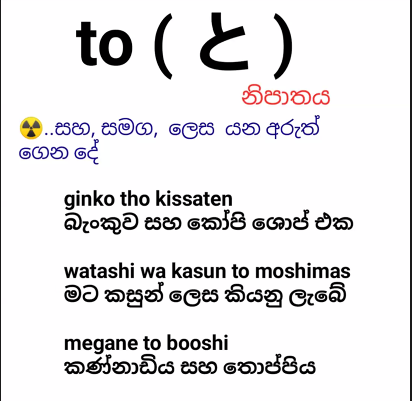 to ( と )
නිපාතය
..සහ, සමග,  ලෙස  යන අරුත්
ගෙන දේ
ginko tho kissaten
බැංකුව සහ කෝපි ශොප් එක
watashi wa kasun to moshimas
මට කසුන් ලෙස කියනු ලැබේ
megane to booshi
කණ්නාඩිය සහ තොප්පිය